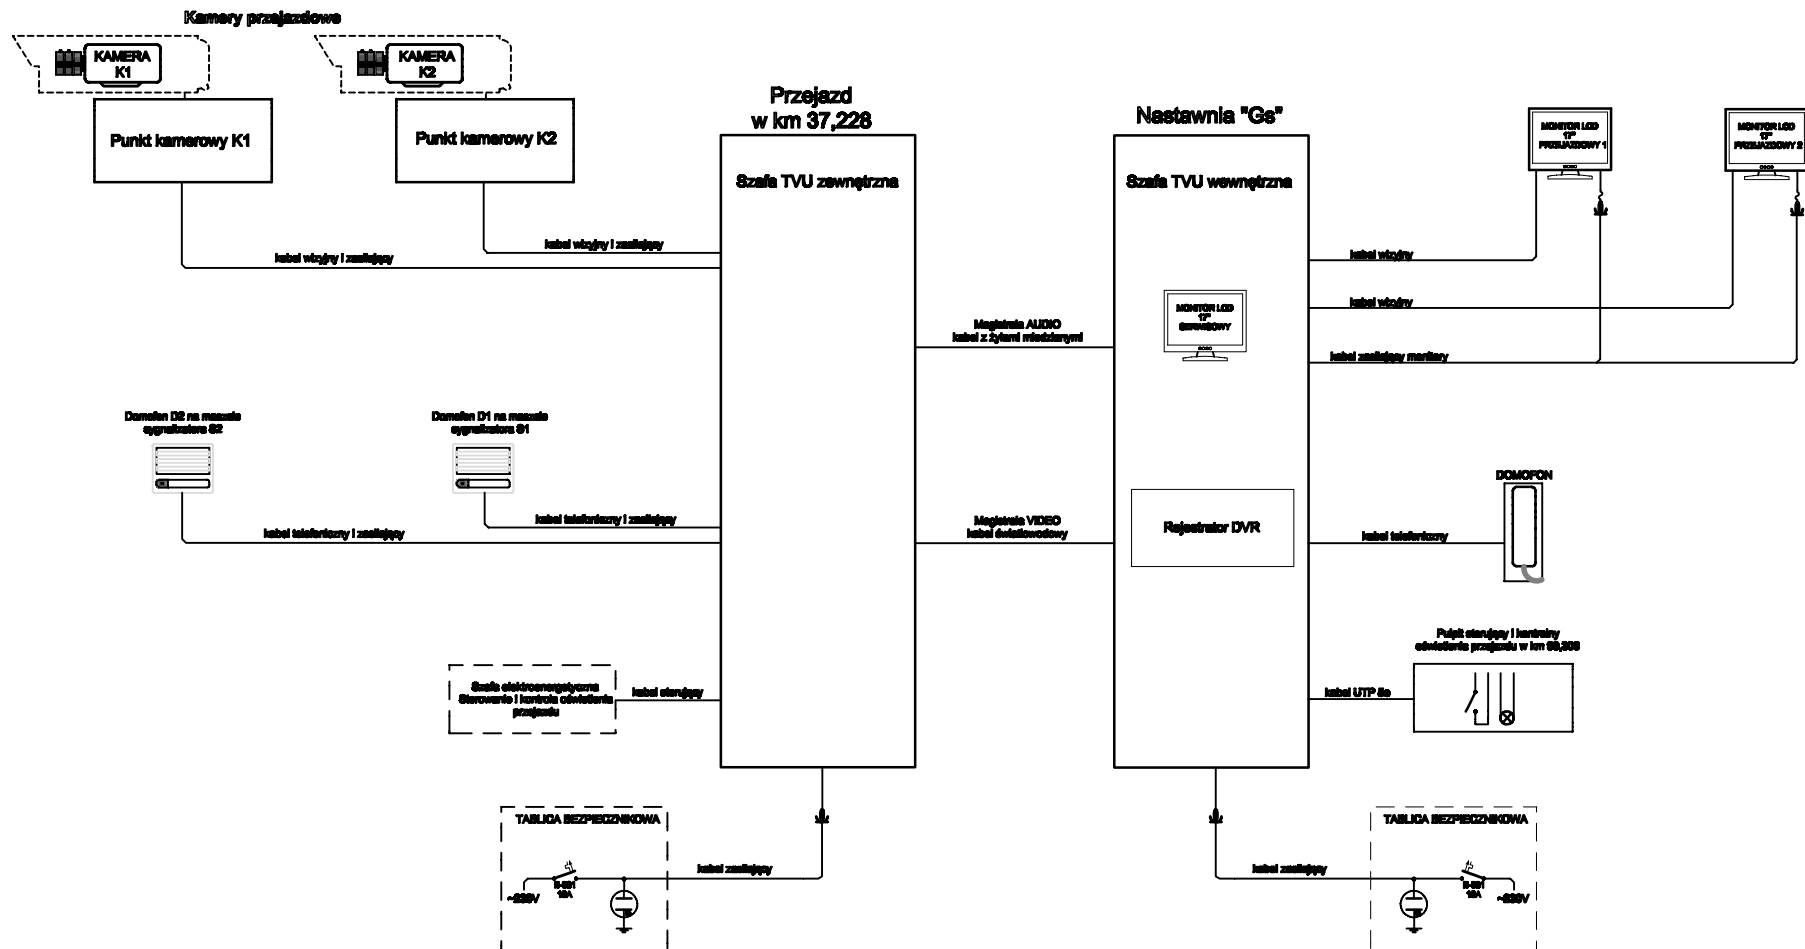 Kamery przejazdowe
KAMERA
K1
KAMERA
K2
Punkt kamerowy K1
Punkt kamerowy K2
Przejazd
w km 37,228
Nastawnia "Gs"
MONITOR LCD
17"
PRZEJAZDOWY 1
MONITOR LCD
17"
PRZEJAZDOWY 2
Szafa TVU zewnętrzna
Szafa TVU wewnętrzna
kabel wizyjny i zasilający
kabel wizyjny i zasilający
kabel wizyjny
kabel wizyjny
kabel zasilający monitory
MONITOR LCD
17"
SERWISOWY
Magistrala AUDIO
kabel z żyłami miedzianymi
Domofon D2 na maszcie
sygnalizatora S2
Domofon D1 na maszcie
sygnalizatora S1
kabel telefoniczny i zasilający
kabel telefoniczny i zasilający
Magistrala VIDEO
kabel światłowodowy
Rejestrator DVR
DOMOFON
kabel telefoniczny
Szafa elektroenergetyczna
Sterowanie i kontrola oświetlenia
przejazdu
kabel sterujący
Pulpit sterujący i kontrolny
oświetlenia przejazdu w km
kabel UTP 5e
TABLICA BEZPIECZNIKOWA
kabel zasilający
~230V
TABLICA BEZPIECZNIKOWA
kabel zasilający
~230V